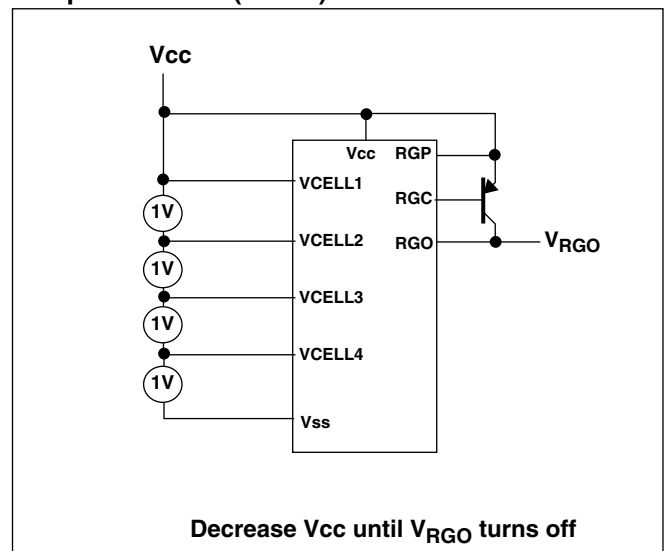 Vcc
Vcc RGP
VCELL1
RGC
1V
VCELL2
RGO
VRGO
1V
VCELL3
1V
VCELL4
1V
Vss
Decrease Vcc until VRGO turns off